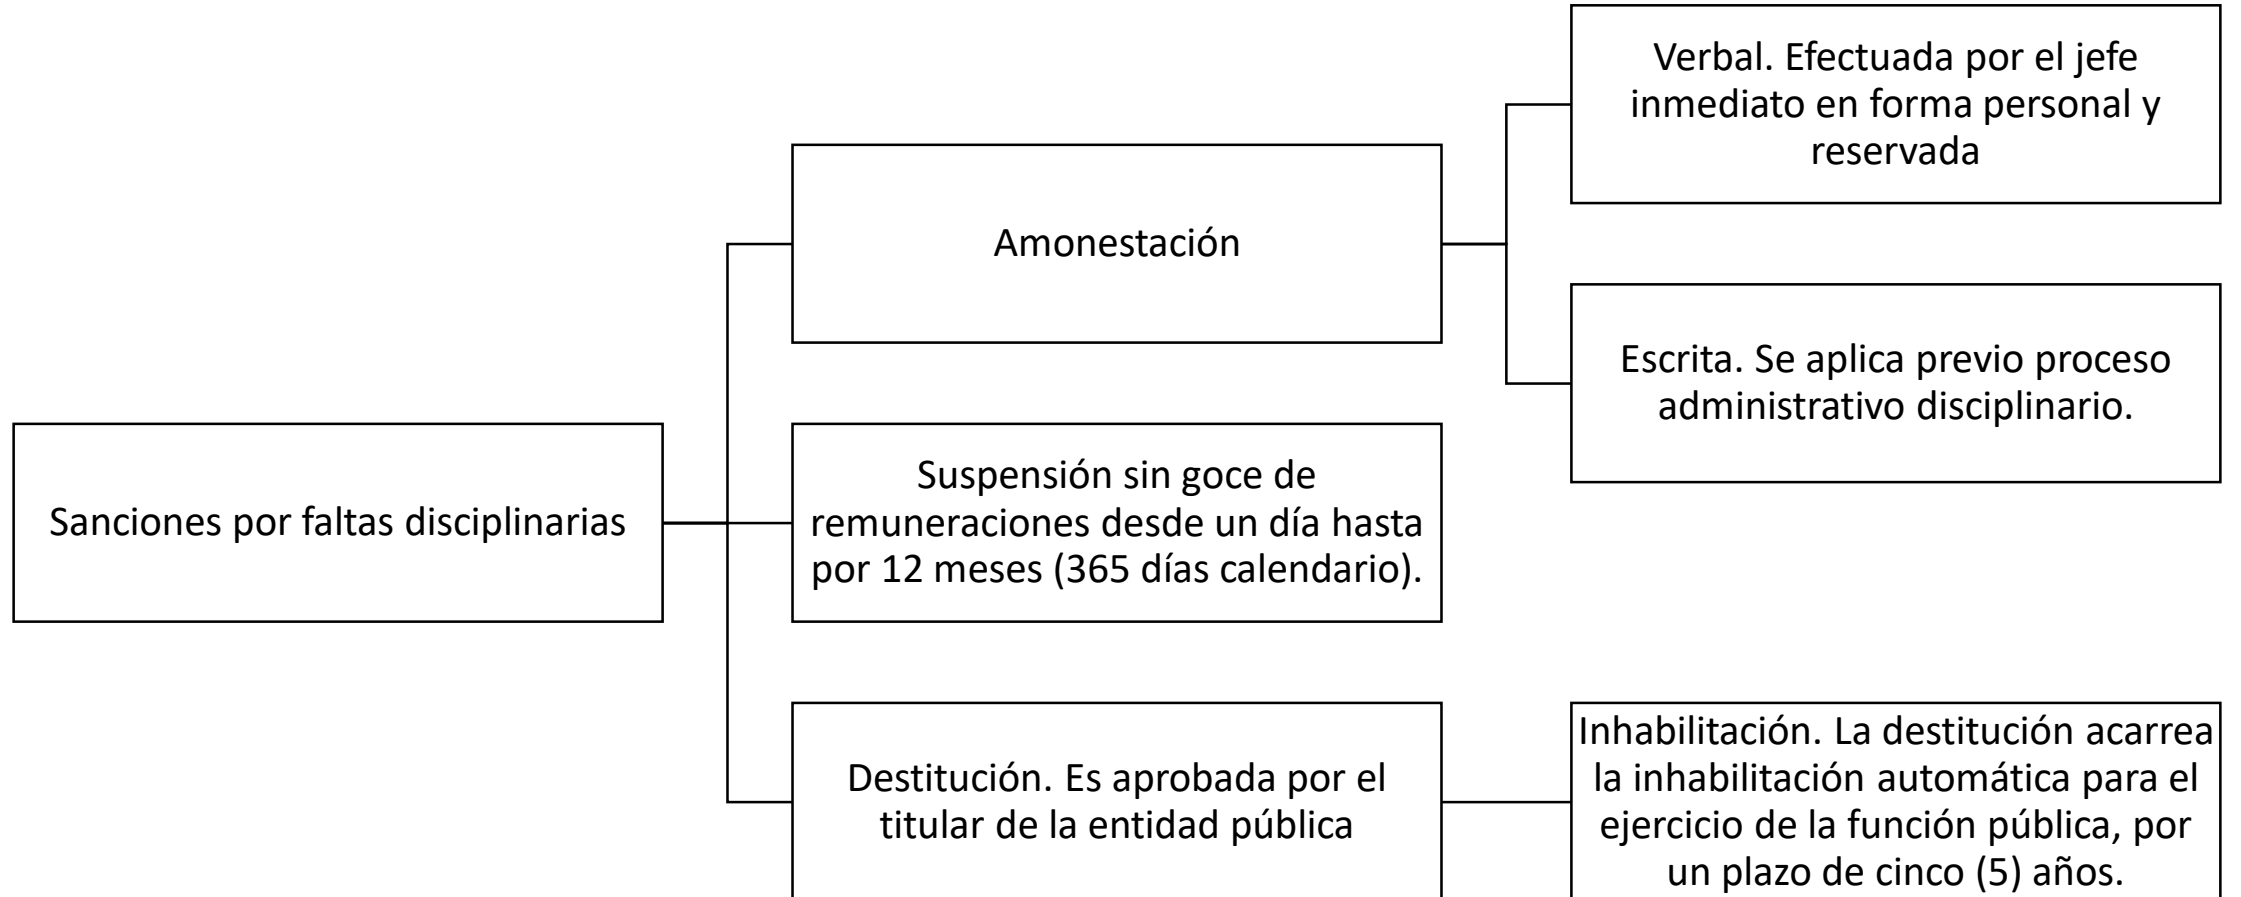 Sanciones por faltas disciplinarias
Amonestación
Verbal. Efectuada por el jefe
inmediato en forma personal y
reservada
Escrita. Se aplica previo proceso
administrativo disciplinario.
Suspensión sin goce de
remuneraciones desde un día hasta
por 12 meses (365 días calendario).
Destitución. Es aprobada por el
titular de la entidad pública
Inhabilitación. La destitución acarrea
la inhabilitación automática para el
ejercicio de la función pública, por
un plazo de cinco (5) años.